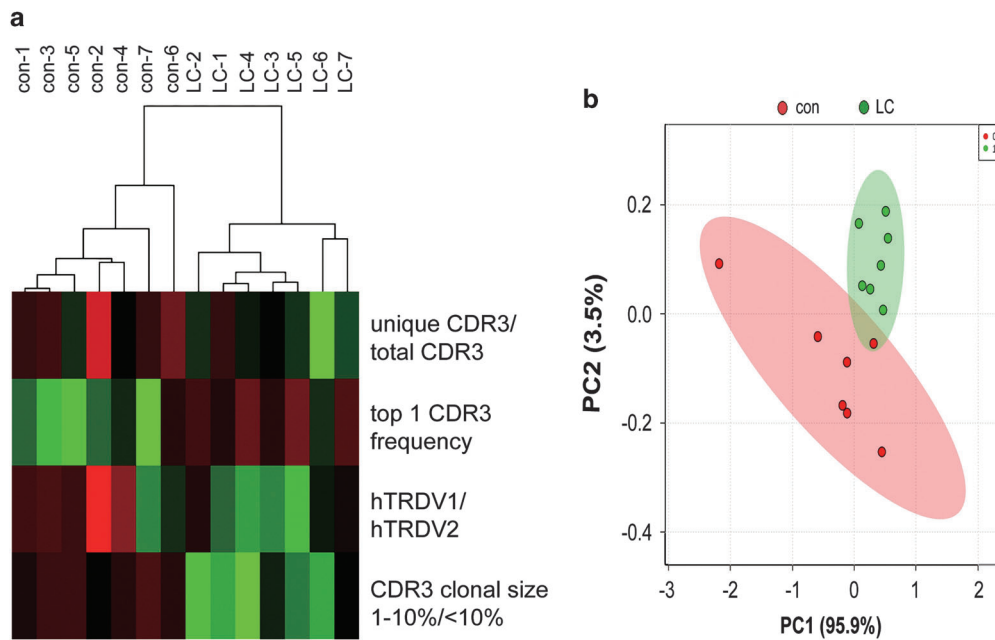 a
con-1
con-3
con-5
con-2
con-4
con-7
con-6
LC-2
LC-1
LC-4
LC-3
LC-5
LC-6
LC-7
unique CDR3/
total CDR3
top 1 CDR3
frequency
hTRDV1/
hTRDV2
CDR3 clonal size
1-10%/<10%
b
con
LC
PC2 (3.5%)
0.2
0.0
-0.2
-0.4
-3
-2
-1
0
1
2
PC1 (95.9%)